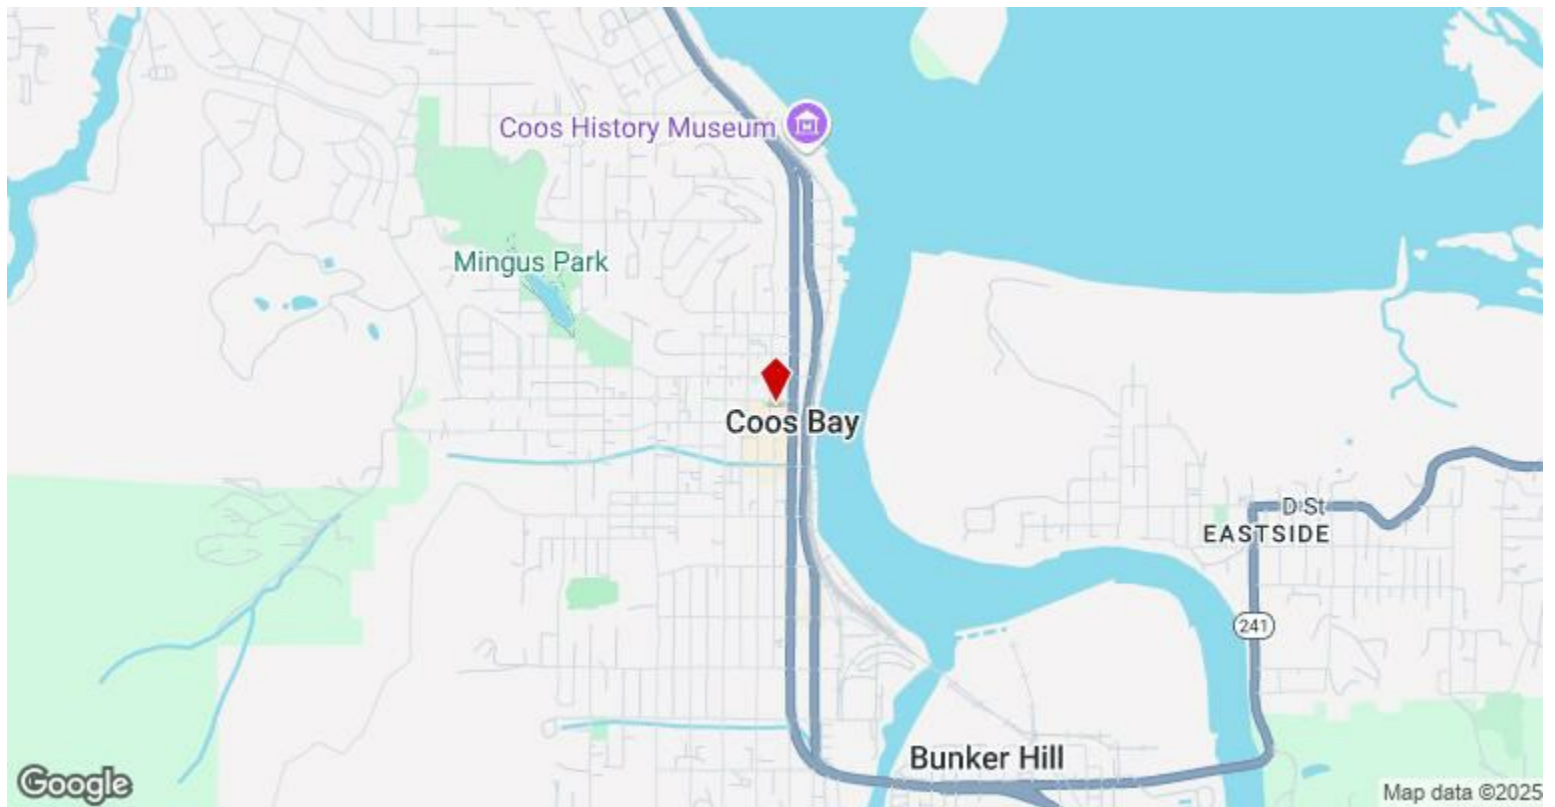 Coos History Museum
Mingus Park
Coos Bay
D St
EASTSIDE
241
Bunker Hill
Google
Map data ©2025